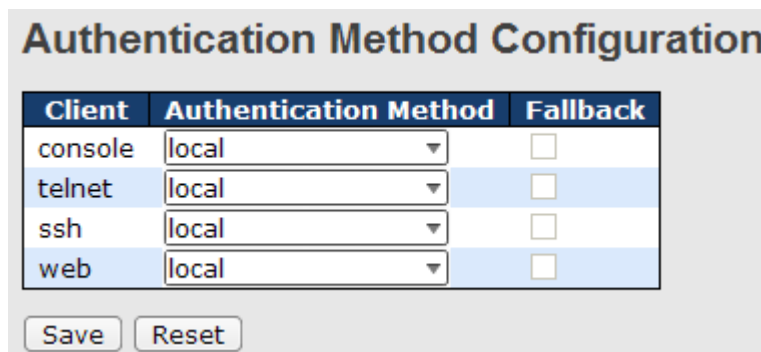 Authentication Method Configuration
Client Authentication Method Fallback
console local
telnet local
ssh local
web local
Save Reset